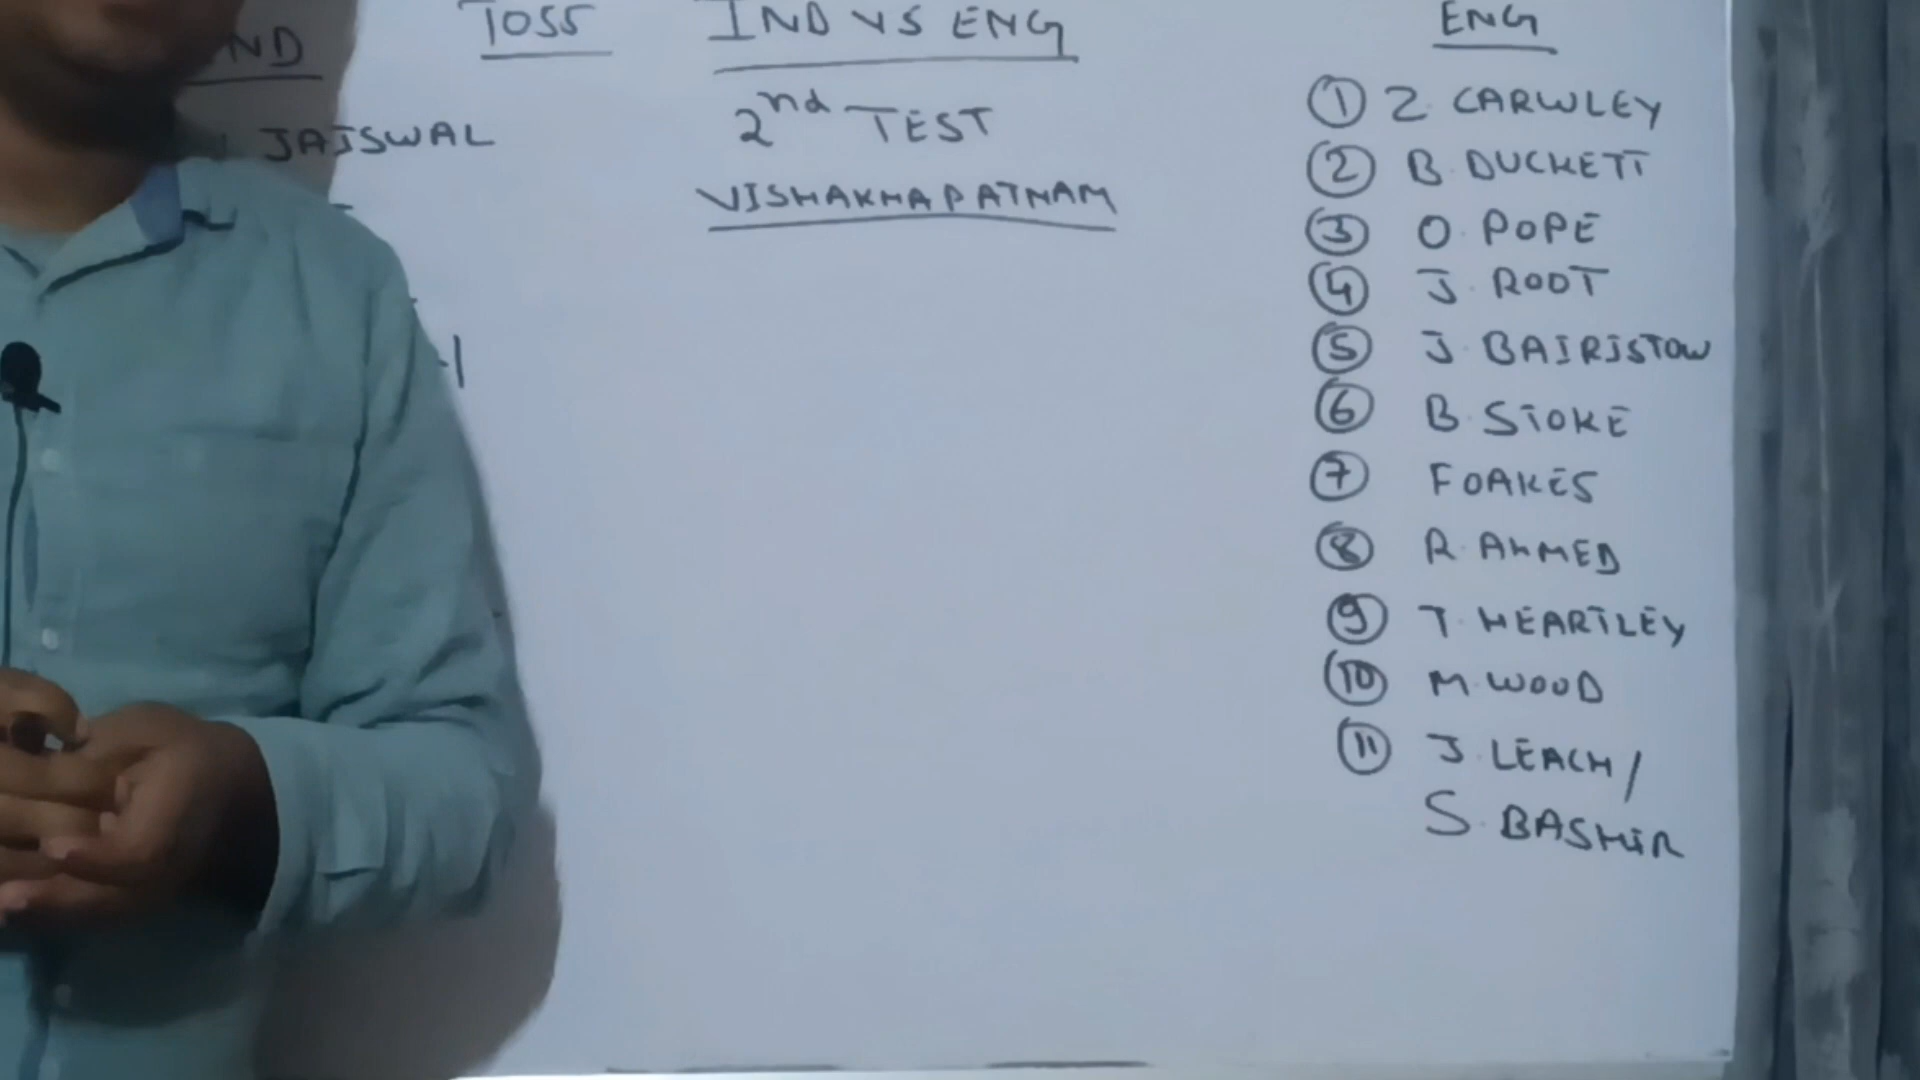 TOSS
IND VS ENG
2nd TEST
VISHAKHAPATNAM
ND
JAISWAL
ENG
1 Z. CARWLEY
2 B. DUCKETT
3 O. POPE
4 J. ROOT
5 J. BAIRISTOW
6 B. STOKE
7 FOAKES
8 R. AHMED
9 T. HEARTLEY
10 M. WOOD
11 J. LEACH /
S. BASHIR